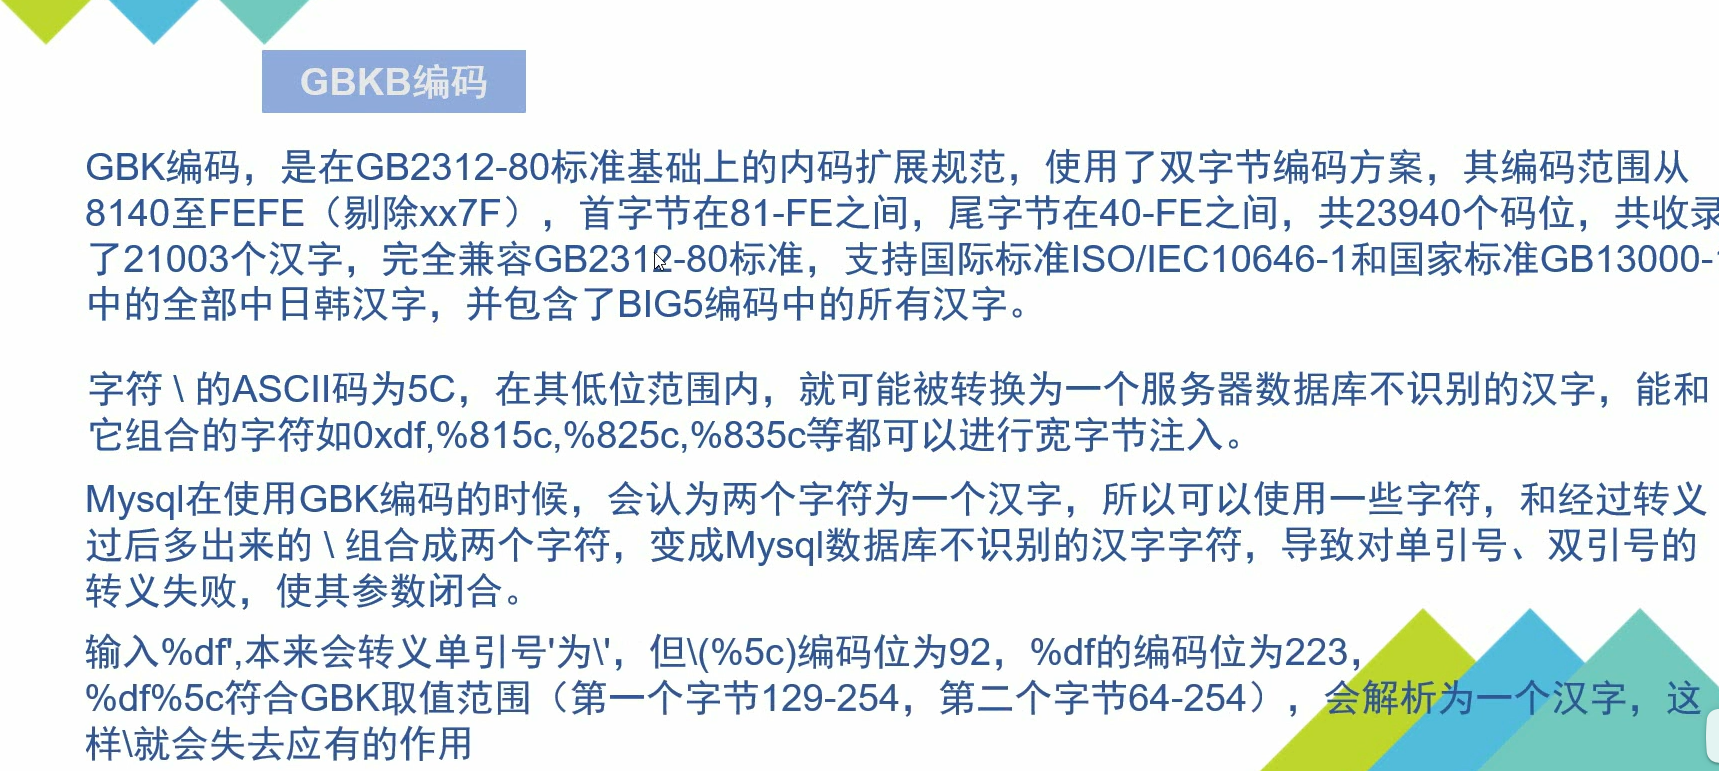 GBKB编码
GBK编码，是在GB2312-80标准基础上的内码扩展规范，使用了双字节编码方案，其编码范围从
8140至FEFE（剔除xx7F），首字节在81-FE之间，尾字节在40-FE之间，共23940个码位，共收录
了21003个汉字，完全兼容GB2312-80标准，支持国际标准ISO/IEC10646-1和国家标准GB13000-1
中的全部中日韩汉字，并包含了BIG5编码中的所有汉字。
字符 \ 的ASCII码为5C，在其低位范围内，就可能被转换为一个服务器数据库不识别的汉字，能和
它组合的字符如0xdf,%815c,%825c,%835c等都可以进行宽字节注入。
Mysql在使用GBK编码的时候，会认为两个字符为一个汉字，所以可以使用一些字符，和经过转义
过后多出来的 \ 组合成两个字符，变成Mysql数据库不识别的汉字字符，导致对单引号、双引号的
转义失败，使其参数闭合。
输入%df',本来会转义单引号'为\'，但\(%5c)编码位为92，%df的编码位为223，
%df%5c符合GBK取值范围（第一个字节129-254，第二个字节64-254），会解析为一个汉字，这
样\就会失去应有的作用